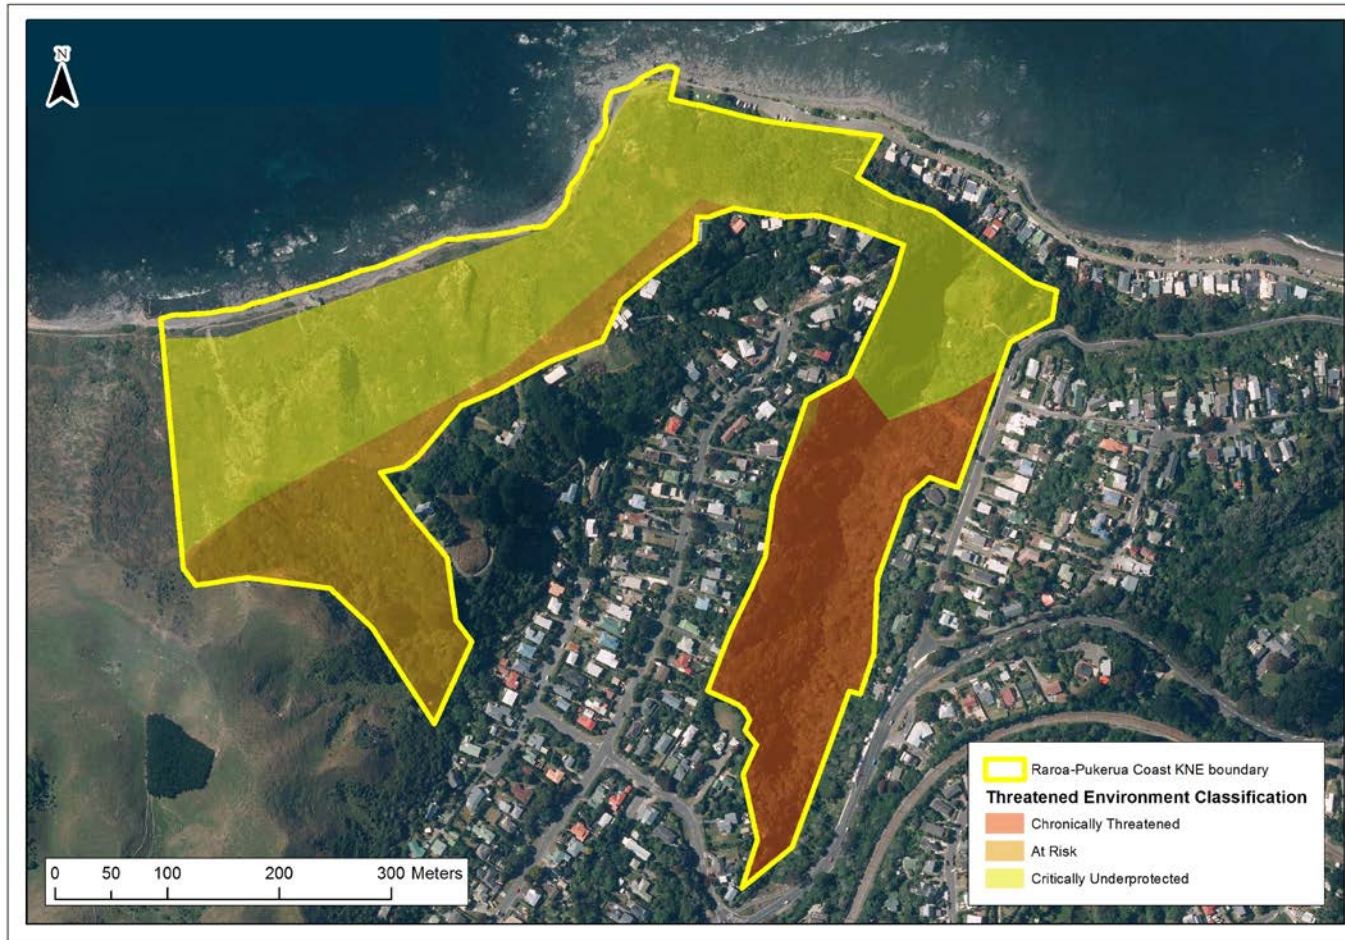 N
Raroa-Pukerua Coast KNE boundary
Threatened Environment Classification
Chronically Threatened
At Risk
Critically Underprotected
0 50 100 200 300 Meters